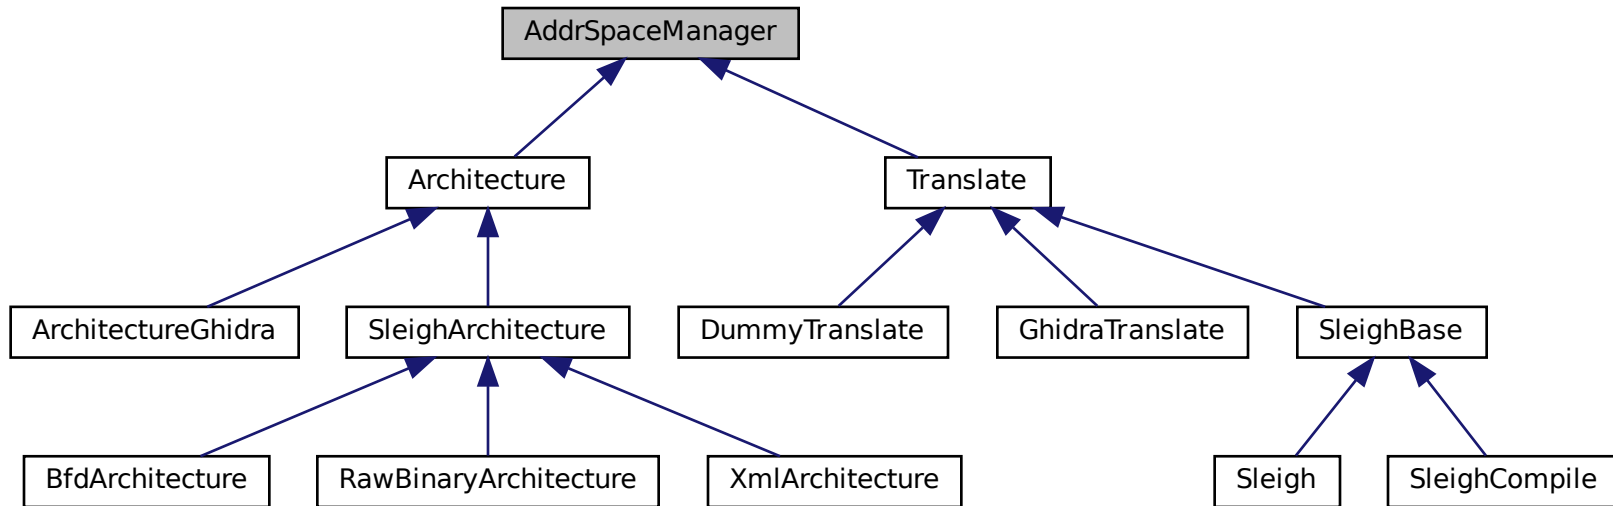 AddrSpaceManager
Architecture
Translate
ArchitectureGhidra
SleighArchitecture
DummyTranslate
GhidraTranslate
SleighBase
BfdArchitecture
RawBinaryArchitecture
XmlArchitecture
Sleigh
SleighCompile